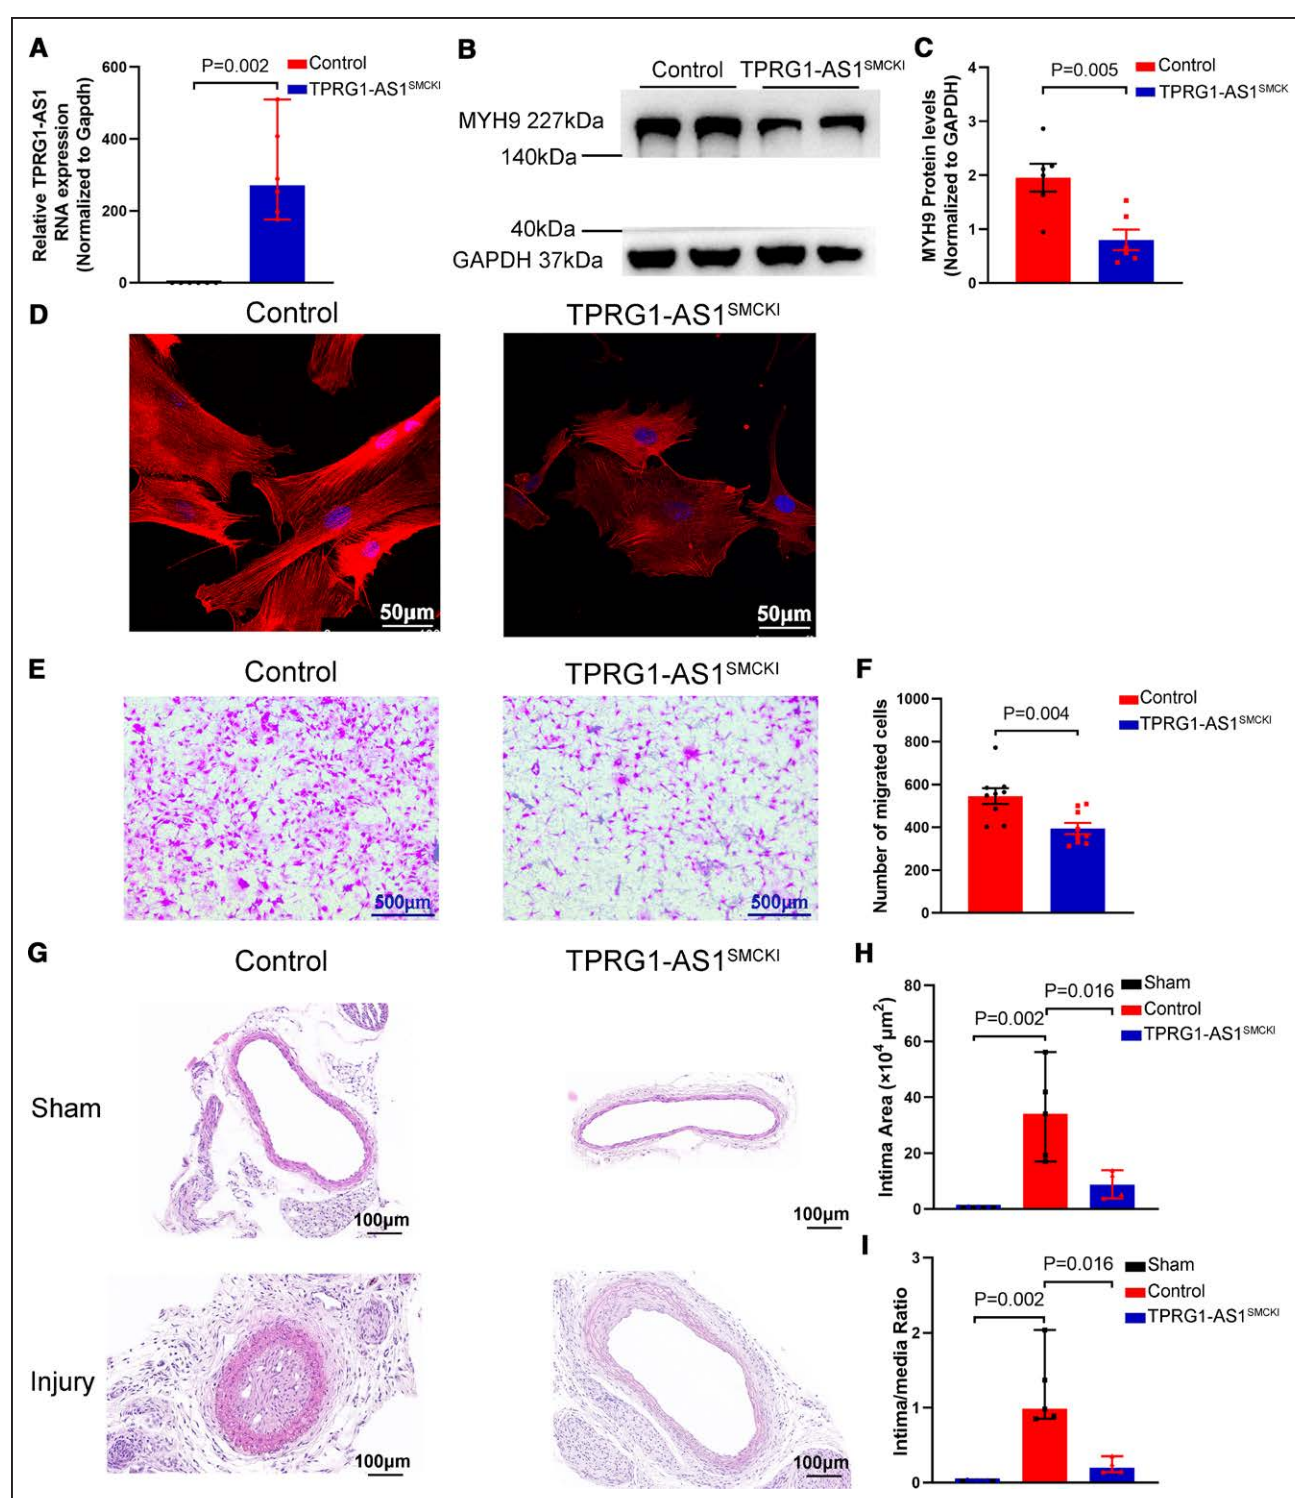 A
Relative TPRG1-AS1
RNA expression
(Normalized to Gapdh)
600
400
200
0
P=0.002
Control
TPRG1-AS1SMCKI
B
Control
TPRG1-AS1SMCKI
MYH9 227kDa
140kDa
40kDa
GAPDH 37kDa
C
MYH9 Protein levels
(Normalized to GAPDH)
4
3
2
1
0
P=0.005
Control
TPRG1-AS1SMCK
D
Control
TPRG1-AS1SMCKI
50μm
50μm
E
Control
TPRG1-AS1SMCKI
500μm
500μm
F
Number of migrated cells
1000
800
600
400
200
0
P=0.004
Control
TPRG1-AS1SMCKI
G
Control
TPRG1-AS1SMCKI
Sham
100μm
100μm
Injury
100μm
100μm
H
Intima Area (×10⁴ μm²)
80
60
40
20
0
P=0.002
P=0.016
Sham
Control
TPRG1-AS1SMCKI
I
Intima/media Ratio
3
2
1
0
P=0.002
P=0.016
Sham
Control
TPRG1-AS1SMCKI